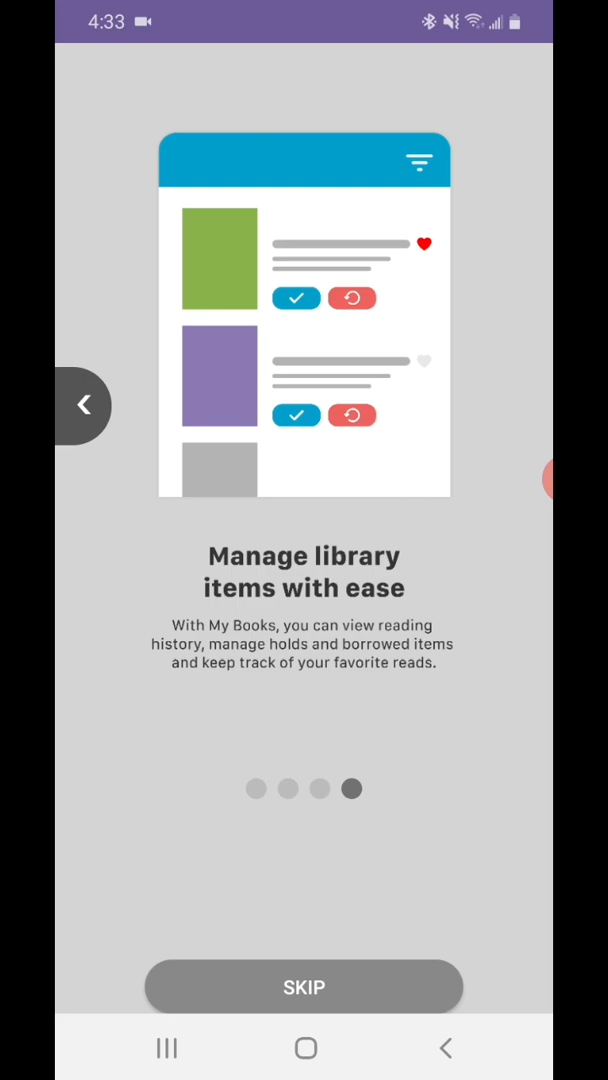 4:33
Manage library
items with ease
With My Books, you can view reading
history, manage holds and borrowed items
and keep track of your favorite reads.
SKIP